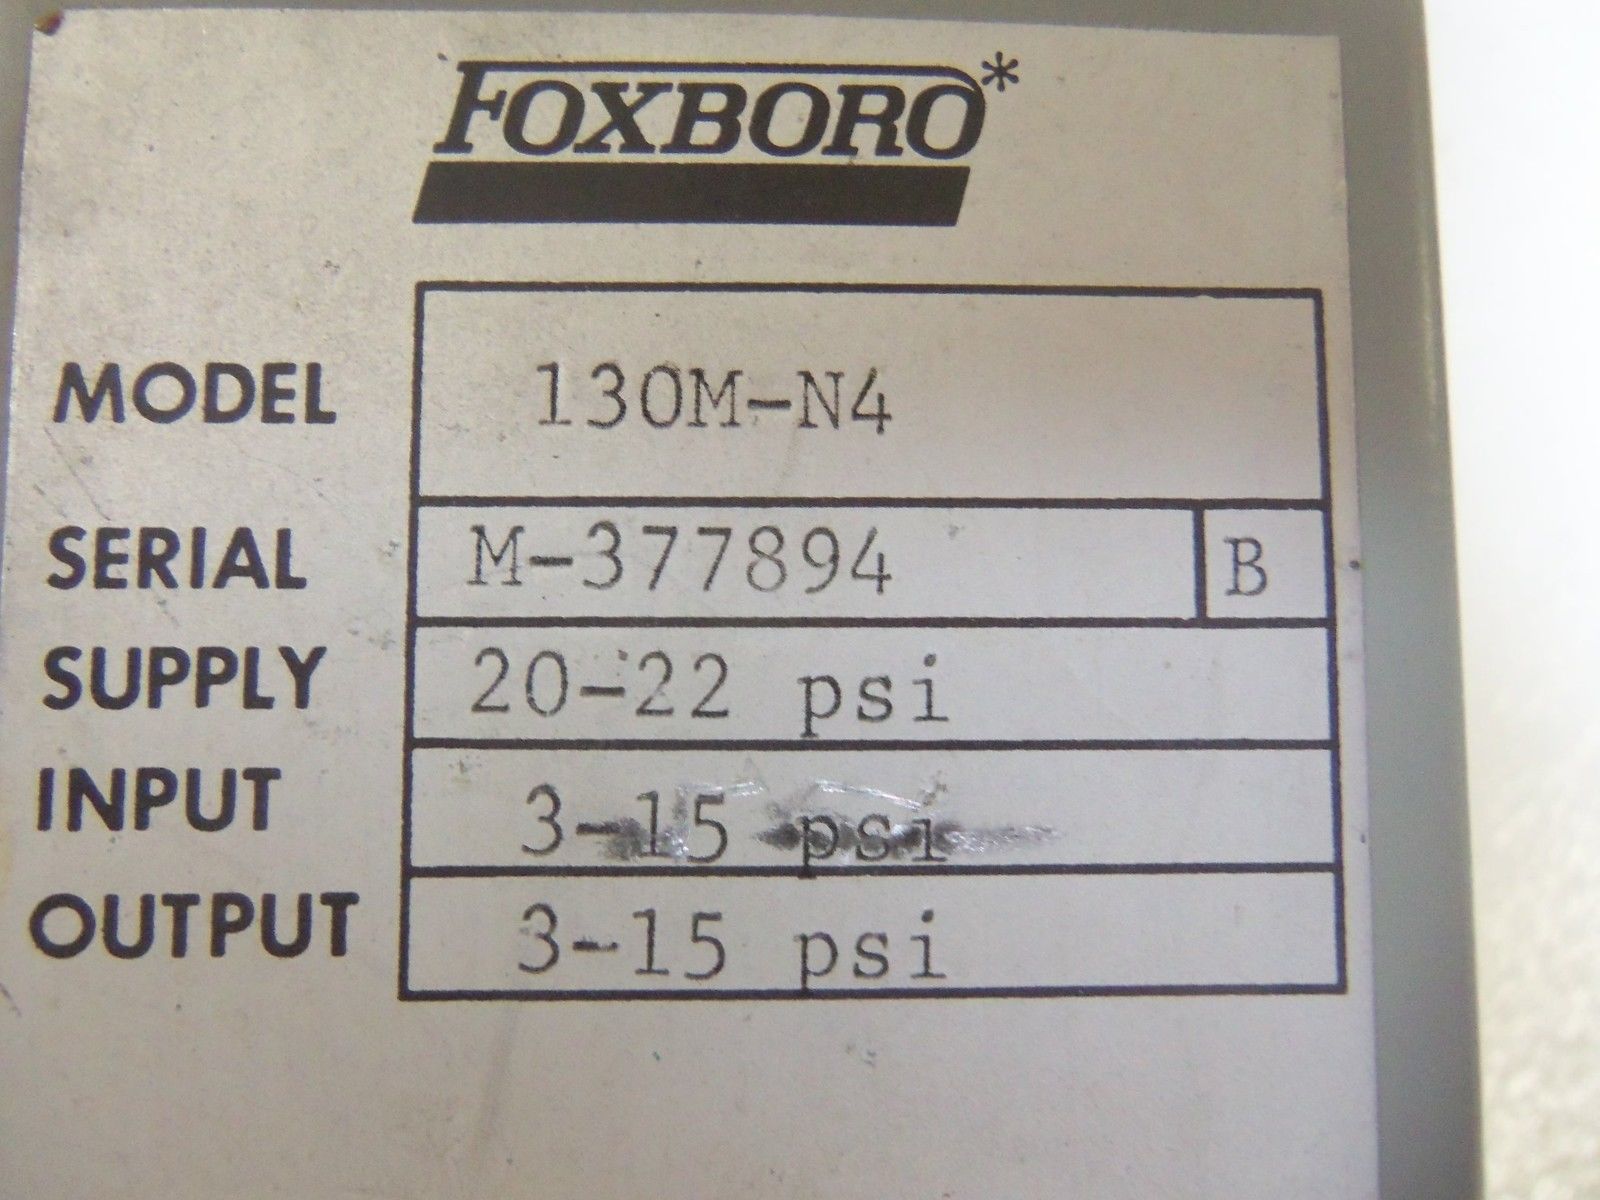 FOXBORO*
MODEL 130M-N4
SERIAL M-377894 B
SUPPLY 20-22 psi
INPUT 3-15 psi
OUTPUT 3-15 psi